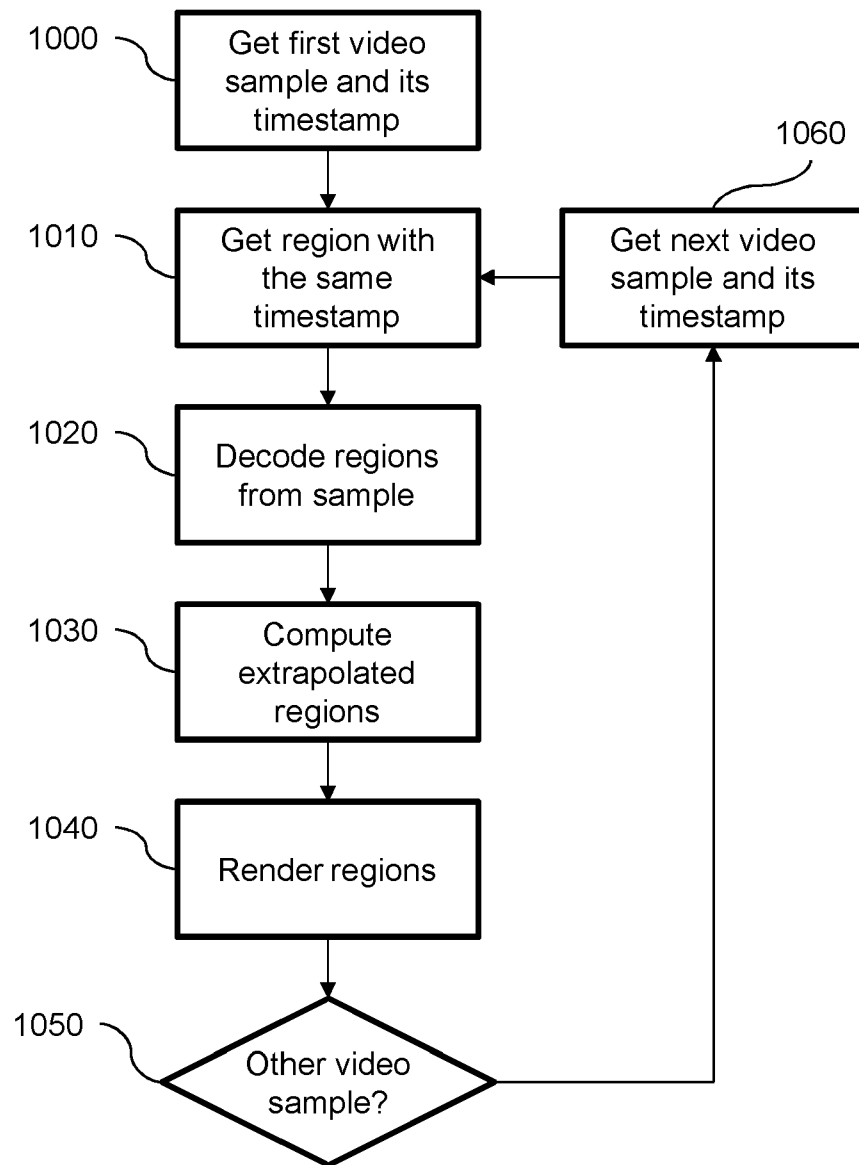 1000
Get first video
sample and its
timestamp
1060
1010
Get region with
the same
timestamp
Get next video
sample and its
timestamp
1020
Decode regions
from sample
1030
Compute
extrapolated
regions
1040
Render regions
1050
Other video
sample?